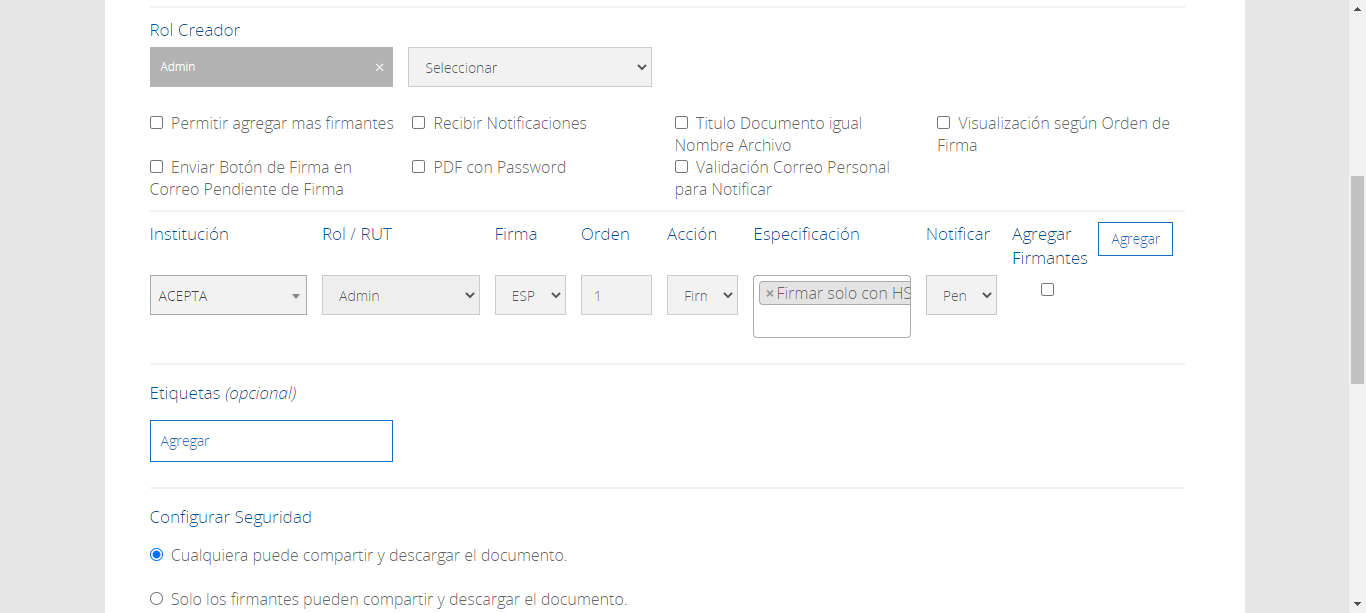 Rol Creador
Admin × Seleccionar
Permitir agregar mas firmantes Recibir Notificaciones Titulo Documento igual Visualización según Orden de
Nombre Archivo Firma
Enviar Botón de Firma en PDF con Password Validación Correo Personal
Correo Pendiente de Firma para Notificar
Institución Rol / RUT Firma Orden Acción Especificación Notificar Agregar Agregar
Firmantes
ACEPTA Admin ESP 1 Firn × Firmar solo con HS Pen
Etiquetas (opcional)
Agregar
Configurar Seguridad
Cualquiera puede compartir y descargar el documento.
Solo los firmantes pueden compartir y descargar el documento.